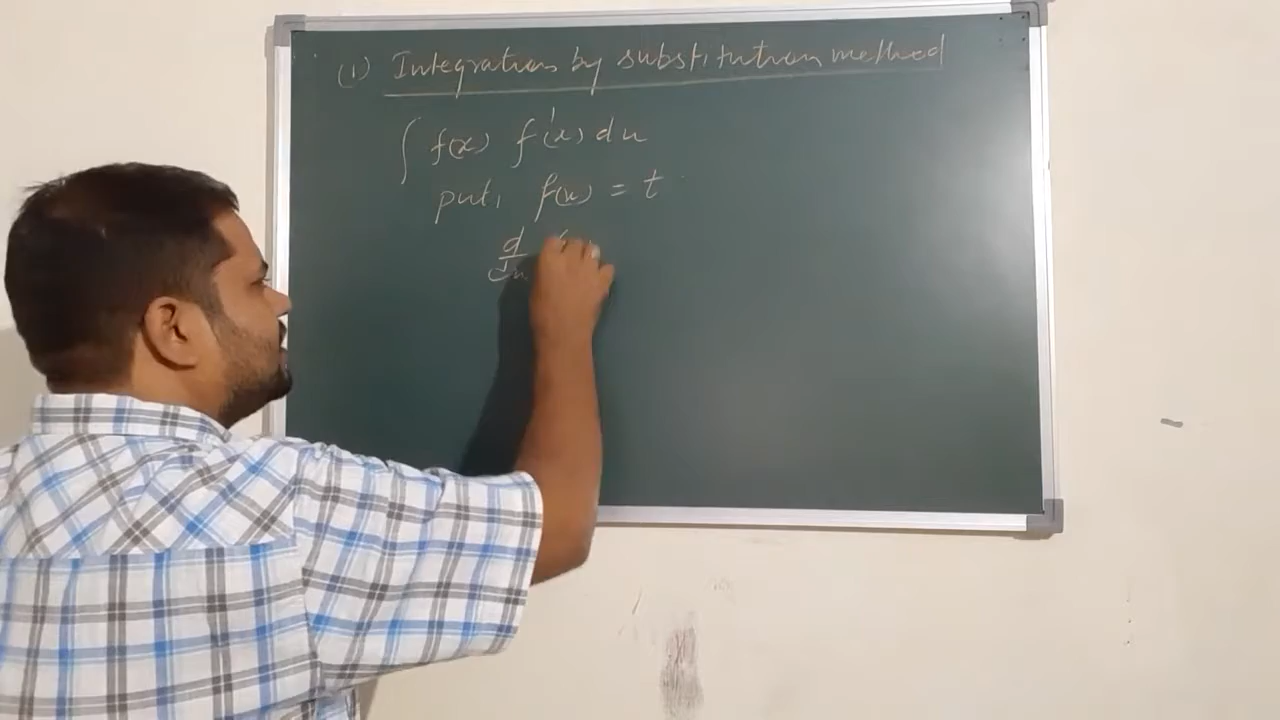 (1) Integration by substitution method
∫ f(x) f'(x) dx
put, f(x) = t
d/dx